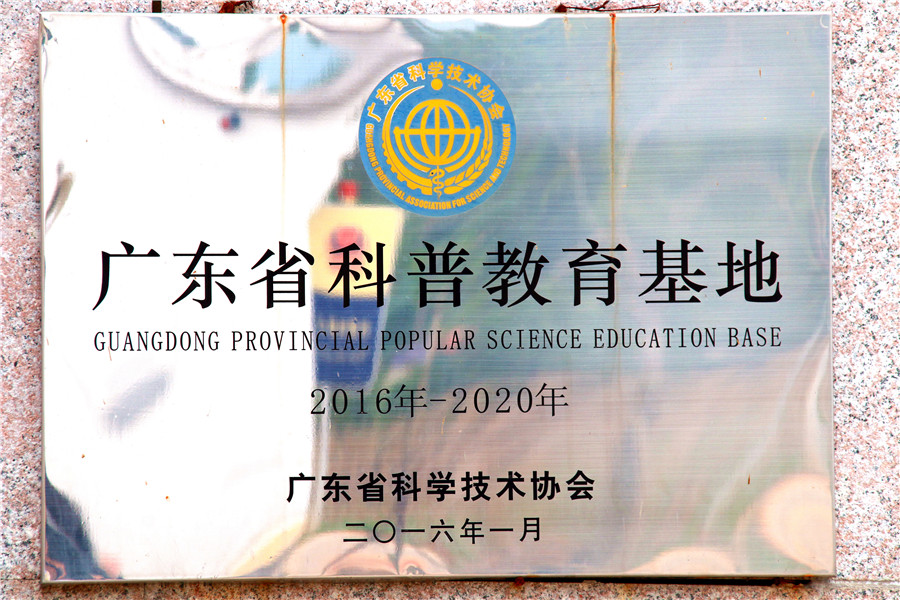 广东省科学技术协会
GUANGDONG PROVINCIAL ASSOCIATION FOR SCIENCE AND TECHNOLOGY
广东省科普教育基地
GUANGDONG PROVINCIAL POPULAR SCIENCE EDUCATION BASE
2016年-2020年
广东省科学技术协会
二〇一六年一月